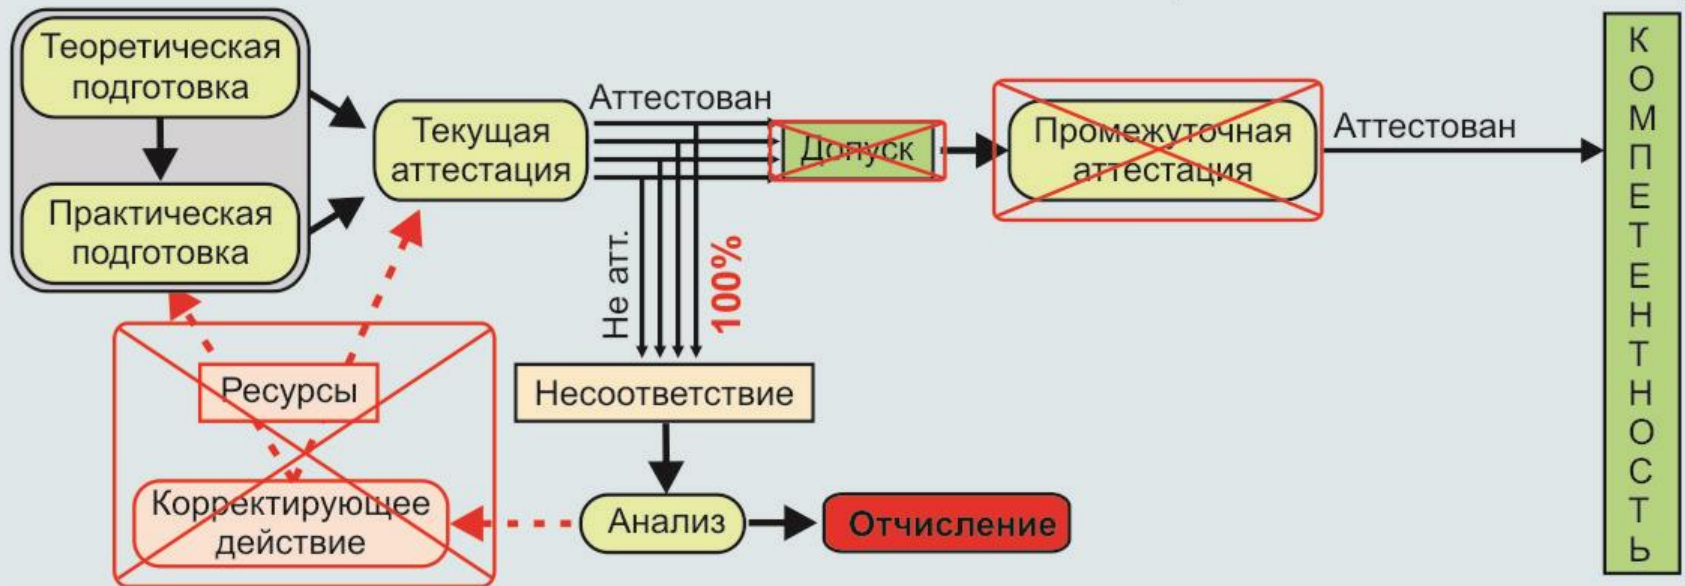 Теоретическая
подготовка
Практическая
подготовка
Текущая
аттестация
Аттестован
Допуск
Промежуточная
аттестация
Аттестован
КОМПЕТЕНТНОСТЬ
Не атт.
100%
Ресурсы
Несоответствие
Корректирующее
действие
Анализ
Отчисление